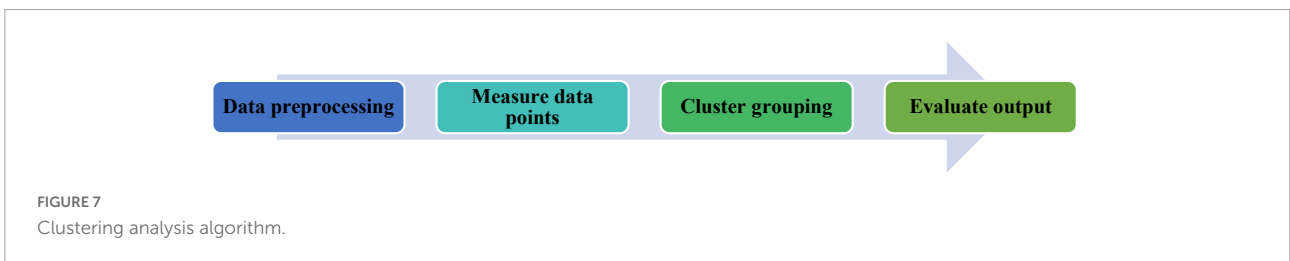 Data preprocessing
Measure data
points
Cluster grouping
Evaluate output
FIGURE 7
Clustering analysis algorithm.